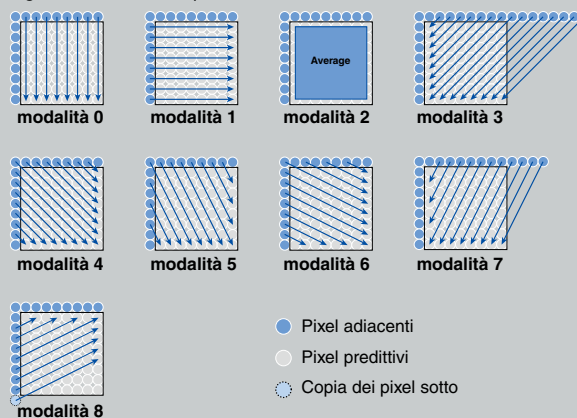 Average
modalità 0
modalità 1
modalità 2
modalità 3
modalità 4
modalità 5
modalità 6
modalità 7
modalità 8
Pixel adiacenti
Pixel predittivi
Copia dei pixel sotto